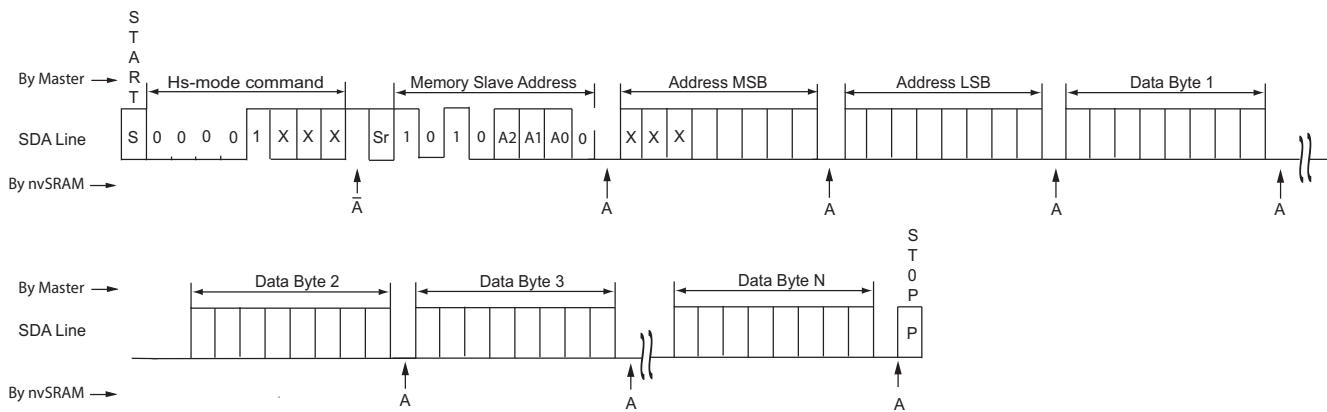 START
By Master
Hs-mode command
Memory Slave Address
Address MSB
Address LSB
Data Byte 1
SDA Line
S 0 0 0 0 1 X X X Sr 1 0 1 0 A2 A1 A0 0 X X X
By nvSRAM
A̅ A A A A
ST0P
By Master
Data Byte 2
Data Byte 3
Data Byte N
SDA Line
P
By nvSRAM
A A A